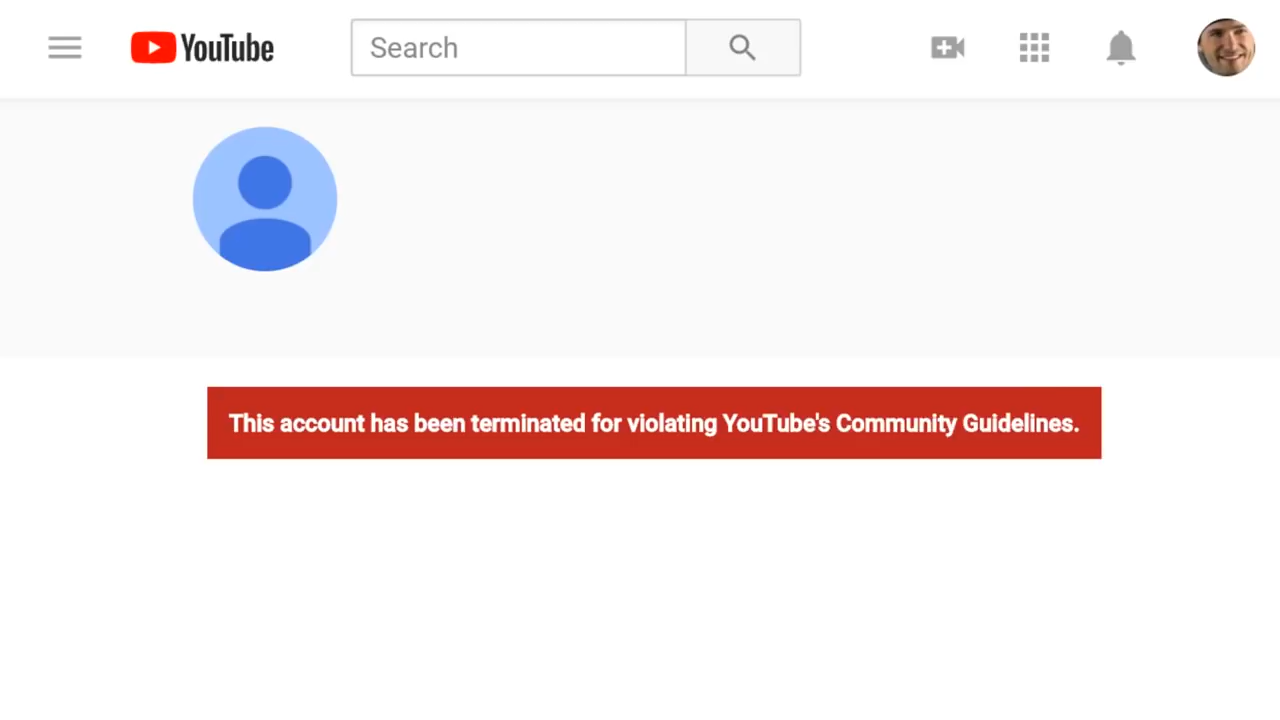 YouTube
Search
This account has been terminated for violating YouTube's Community Guidelines.